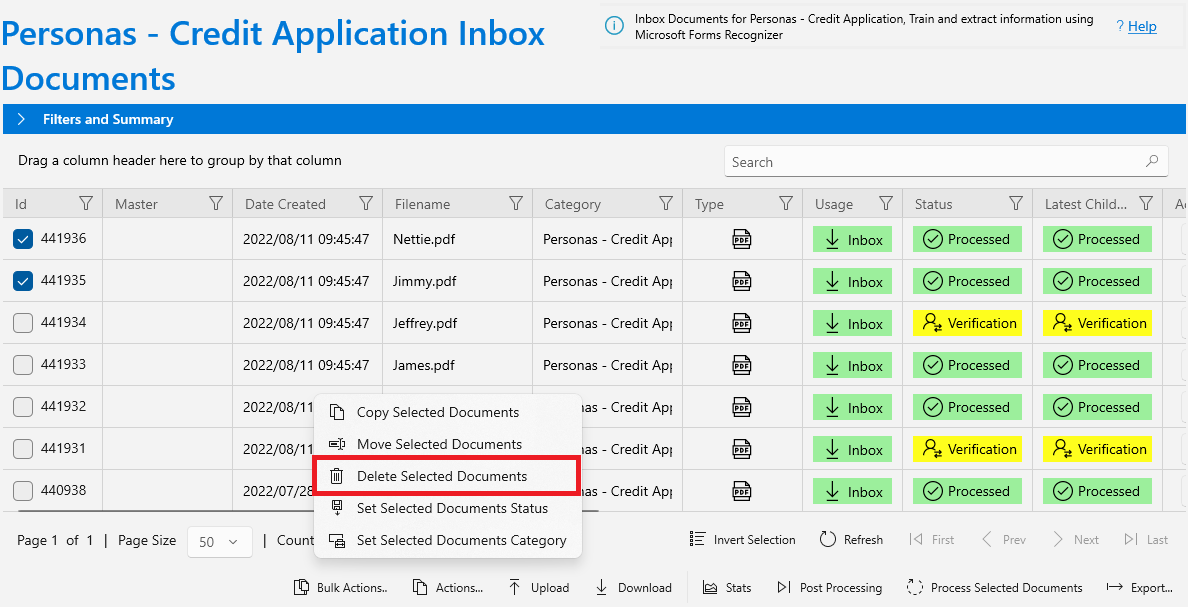 Personas - Credit Application Inbox
Documents
Inbox Documents for Personas - Credit Application, Train and extract information using
Microsoft Forms Recognizer
? Help
Filters and Summary
Drag a column header here to group by that column
Search
Id Master Date Created Filename Category Type Usage Status Latest Child...
441936 2022/08/11 09:45:47 Nettie.pdf Personas - Credit Ap PDF Inbox Processed Processed
441935 2022/08/11 09:45:47 Jimmy.pdf Personas - Credit Ap PDF Inbox Processed Processed
441934 2022/08/11 09:45:47 Jeffrey.pdf Personas - Credit Ap PDF Inbox Verification Verification
441933 2022/08/11 09:45:47 James.pdf Personas - Credit Ap PDF Inbox Processed Processed
441932 2022/08/11 as - Credit Ap PDF Inbox Processed Processed
441931 2022/08/11 as - Credit Ap PDF Inbox Verification Verification
440938 2022/07/28 as - Credit Ap PDF Inbox Processed Processed
Copy Selected Documents
Move Selected Documents
Delete Selected Documents
Set Selected Documents Status
Set Selected Documents Category
Page 1 of 1 | Page Size 50 | Count Invert Selection Refresh First Prev Next Last
Bulk Actions.. Actions... Upload Download Stats Post Processing Process Selected Documents Export...